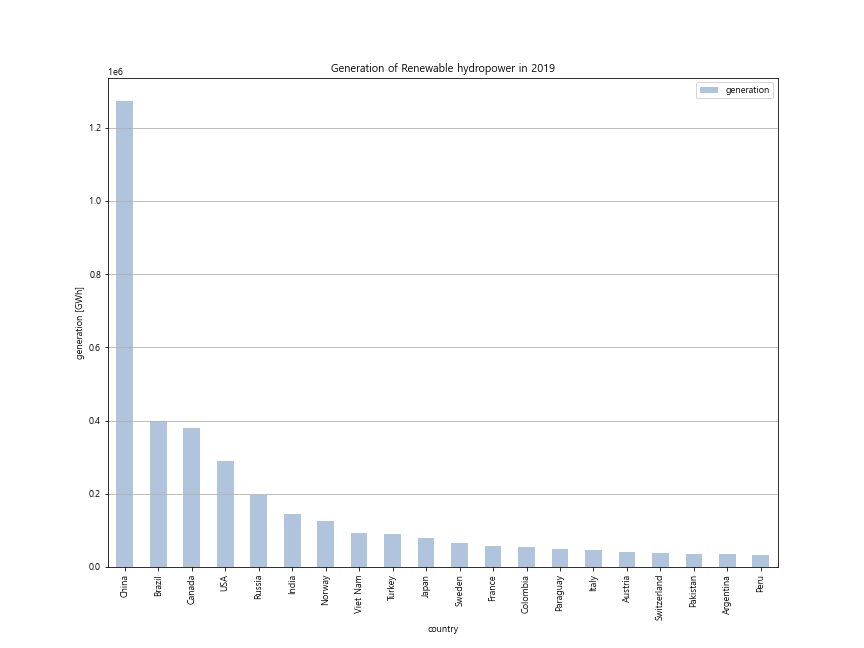 Generation of Renewable hydropower in 2019
1e6
generation
1.2
1.0
0.8
0.6
0.4
0.2
0.0
generation [GWh]
China
Brazil
Canada
USA
Russia
India
Norway
Viet Nam
Turkey
Japan
Sweden
France
Colombia
Paraguay
Italy
Austria
Switzerland
Pakistan
Argentina
Peru
country